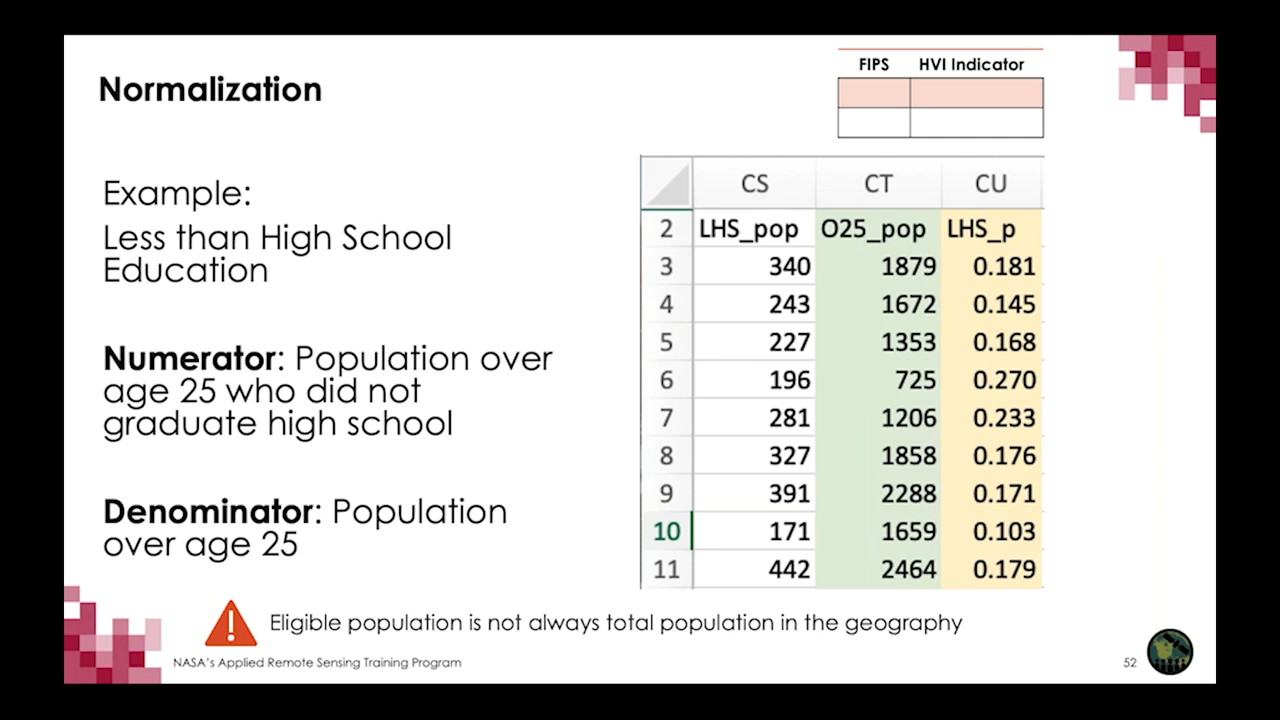 Normalization
FIPS HVI Indicator
Example:
Less than High School
Education
Numerator: Population over
age 25 who did not
graduate high school
Denominator: Population
over age 25
CS CT CU
2 LHS_pop O25_pop LHS_p
3 340 1879 0.181
4 243 1672 0.145
5 227 1353 0.168
6 196 725 0.270
7 281 1206 0.233
8 327 1858 0.176
9 391 2288 0.171
10 171 1659 0.103
11 442 2464 0.179
! Eligible population is not always total population in the geography
NASA's Applied Remote Sensing Training Program
52